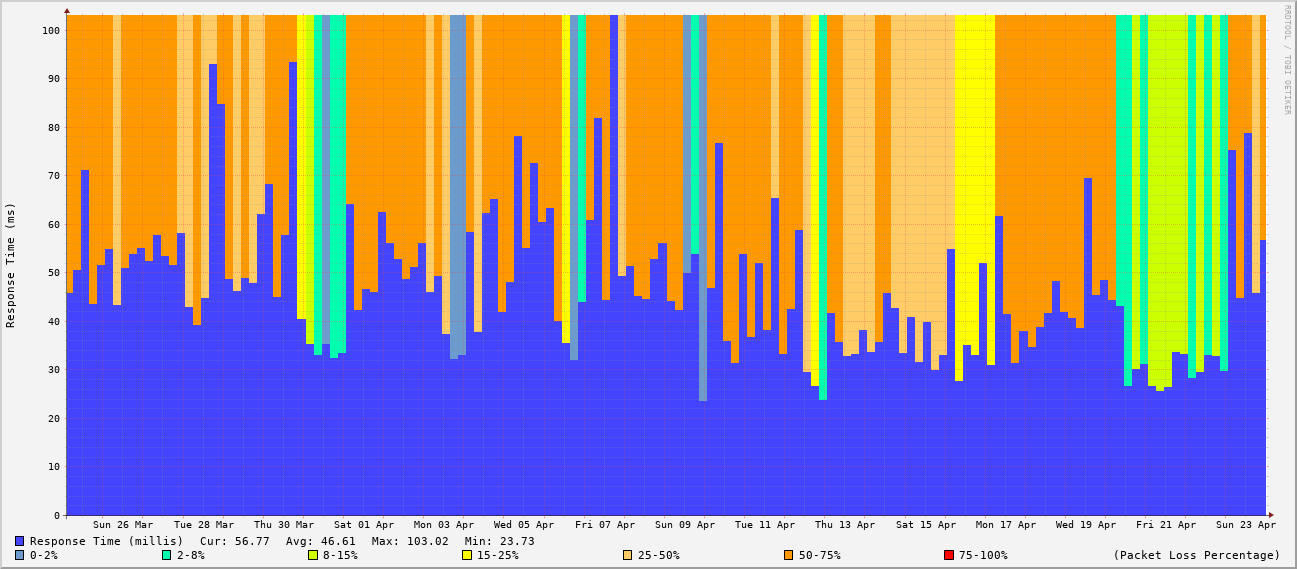 RRDTOOL / TOBI OETIKER
Response Time (ms)
100
90
80
70
60
50
40
30
20
10
0
Sun 26 Mar Tue 28 Mar Thu 30 Mar Sat 01 Apr Mon 03 Apr Wed 05 Apr Fri 07 Apr Sun 09 Apr Tue 11 Apr Thu 13 Apr Sat 15 Apr Mon 17 Apr Wed 19 Apr Fri 21 Apr Sun 23 Apr
Response Time (millis) Cur: 56.77 Avg: 46.61 Max: 103.02 Min: 23.73
0-2% 2-8% 8-15% 15-25% 25-50% 50-75% 75-100% (Packet Loss Percentage)